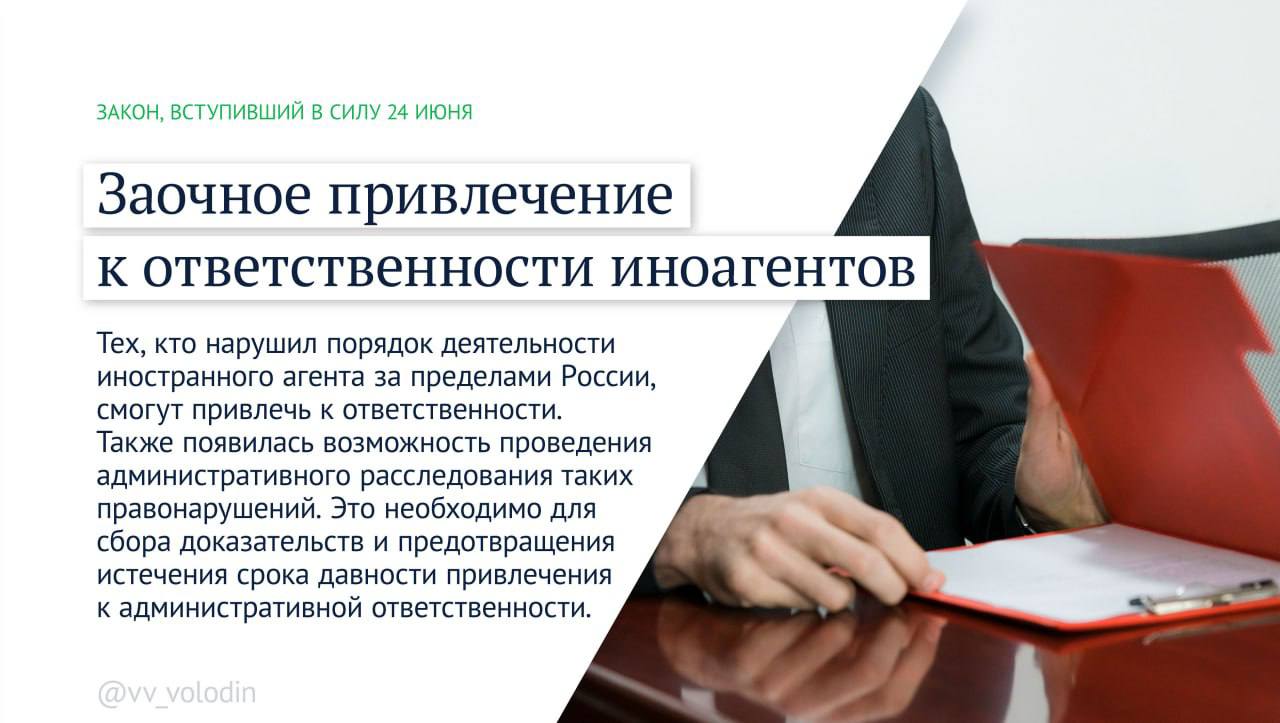 ЗАКОН, ВСТУПИВШИЙ В СИЛУ 24 ИЮНЯ
Заочное привлечение
к ответственности иноагентов
Тех, кто нарушил порядок деятельности
иностранного агента за пределами России,
смогут привлечь к ответственности.
Также появилась возможность проведения
административного расследования таких
правонарушений. Это необходимо для
сбора доказательств и предотвращения
истечения срока давности привлечения
к административной ответственности.
@vv_volodin